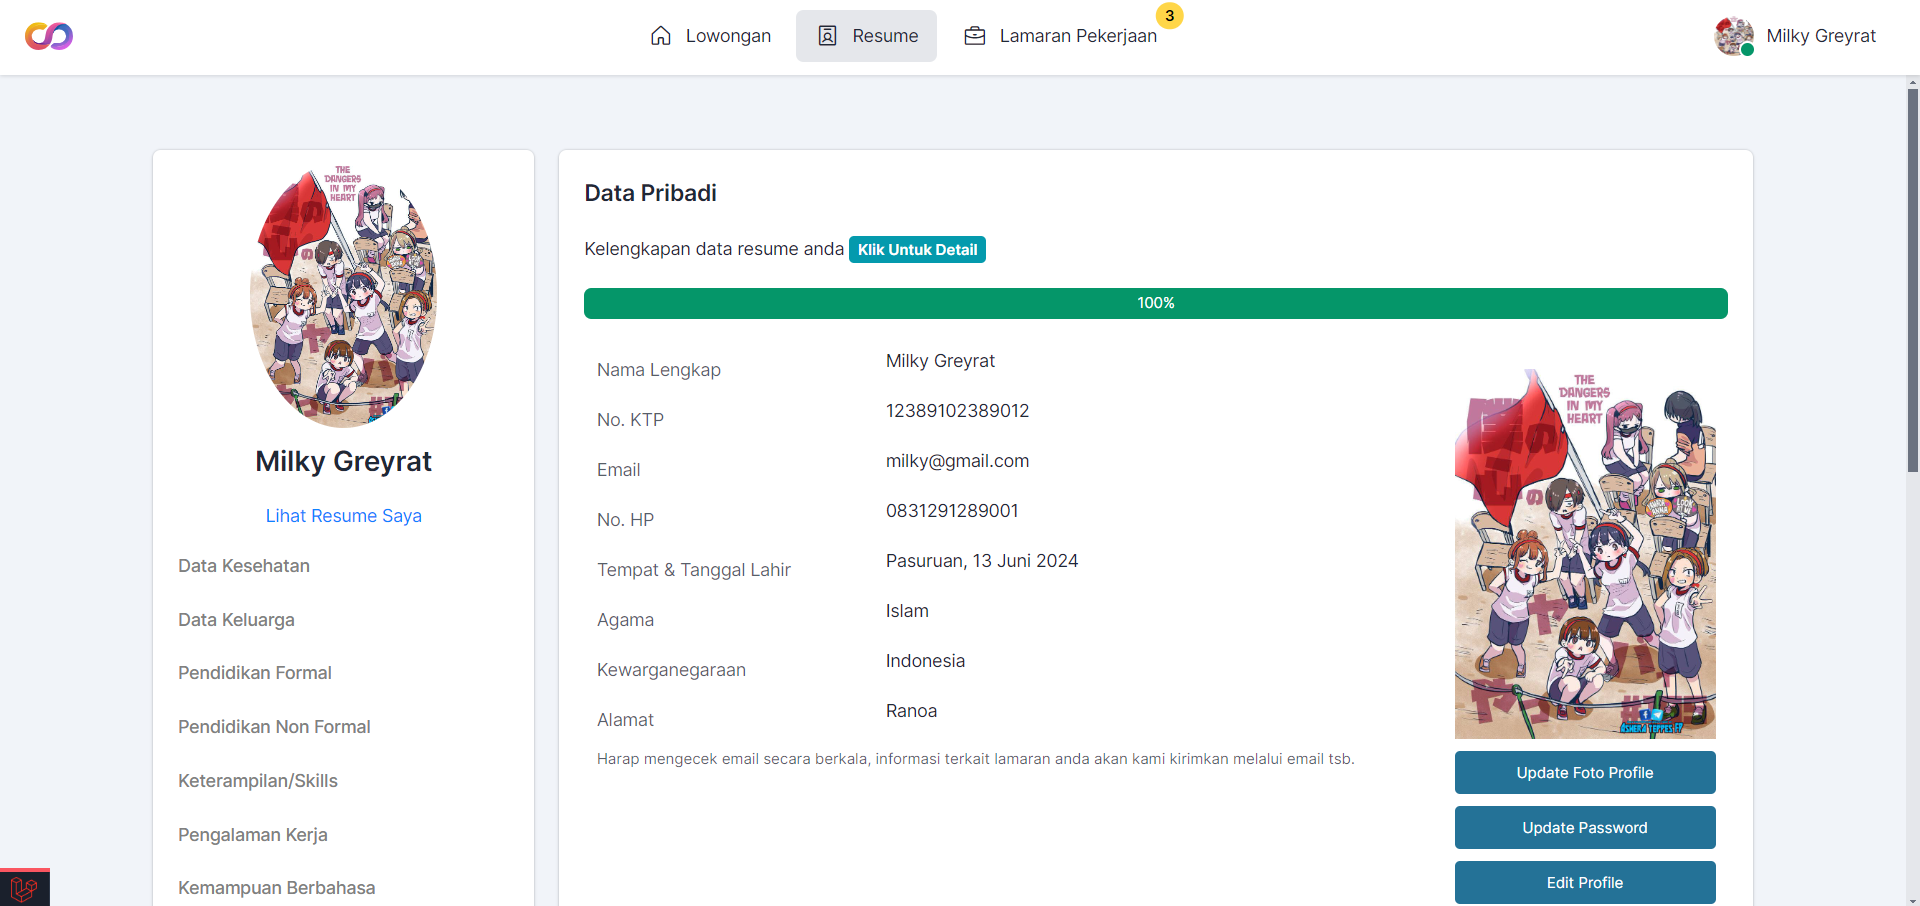 Lowongan
Resume
Lamaran Pekerjaan
3
Milky Greyrat
THE
DANGERS
IN MY
HEART
Milky Greyrat
Lihat Resume Saya
Data Kesehatan
Data Keluarga
Pendidikan Formal
Pendidikan Non Formal
Keterampilan/Skills
Pengalaman Kerja
Kemampuan Berbahasa
Data Pribadi
Kelengkapan data resume anda Klik Untuk Detail
100%
Nama Lengkap Milky Greyrat
No. KTP 12389102389012
Email milky@gmail.com
No. HP 0831291289001
Tempat & Tanggal Lahir Pasuruan, 13 Juni 2024
Agama Islam
Kewarganegaraan Indonesia
Alamat Ranoa
Harap mengecek email secara berkala, informasi terkait lamaran anda akan kami kirimkan melalui email tsb.
THE
DANGERS
IN MY
HEART
Update Foto Profile
Update Password
Edit Profile